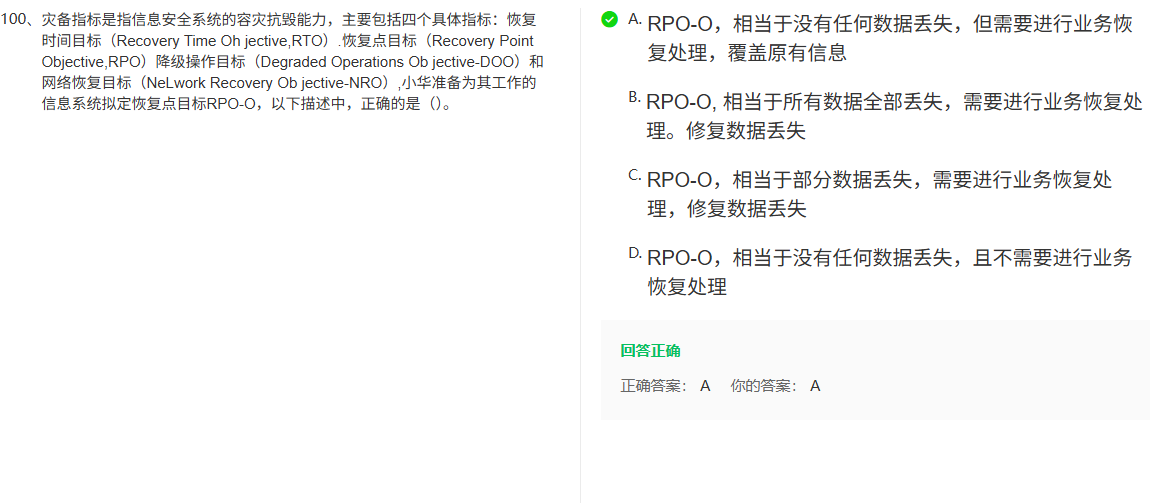 100、灾备指标是指信息安全系统的容灾抗毁能力，主要包括四个具体指标：恢复
时间目标（Recovery Time Oh jective,RTO）.恢复点目标（Recovery Point
Objective,RPO）降级操作目标（Degraded Operations Ob jective-DOO）和
网络恢复目标（NeLwork Recovery Ob jective-NRO）,小华准备为其工作的
信息系统拟定恢复点目标RPO-O，以下描述中，正确的是（）。
A. RPO-O，相当于没有任何数据丢失，但需要进行业务恢
复处理，覆盖原有信息
B. RPO-O, 相当于所有数据全部丢失，需要进行业务恢复处
理。修复数据丢失
C. RPO-O，相当于部分数据丢失，需要进行业务恢复处
理，修复数据丢失
D. RPO-O，相当于没有任何数据丢失，且不需要进行业务
恢复处理
回答正确
正确答案： A 你的答案： A